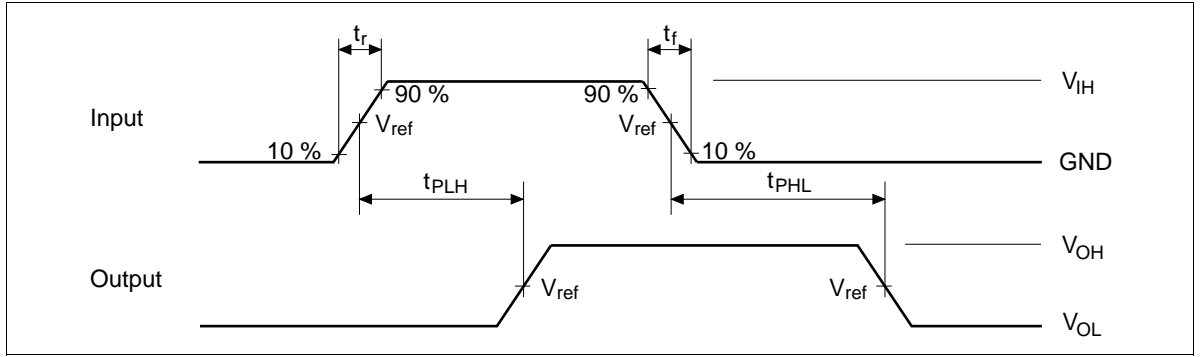 tr
tf
VIH
90 %
90 %
Input
Vref
Vref
10 %
10 %
GND
tPLH
tPHL
VOH
Output
Vref
Vref
VOL